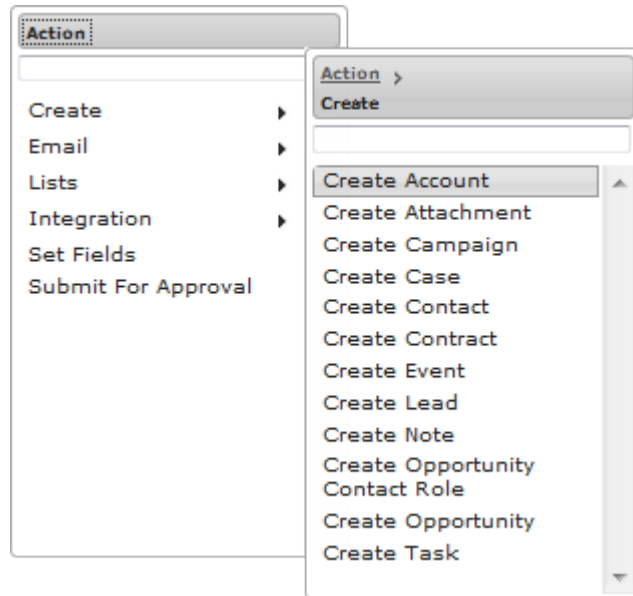 Action
Create
Email
Lists
Integration
Set Fields
Submit For Approval
Action >
Create
Create Account
Create Attachment
Create Campaign
Create Case
Create Contact
Create Contract
Create Event
Create Lead
Create Note
Create Opportunity
Contact Role
Create Opportunity
Create Task